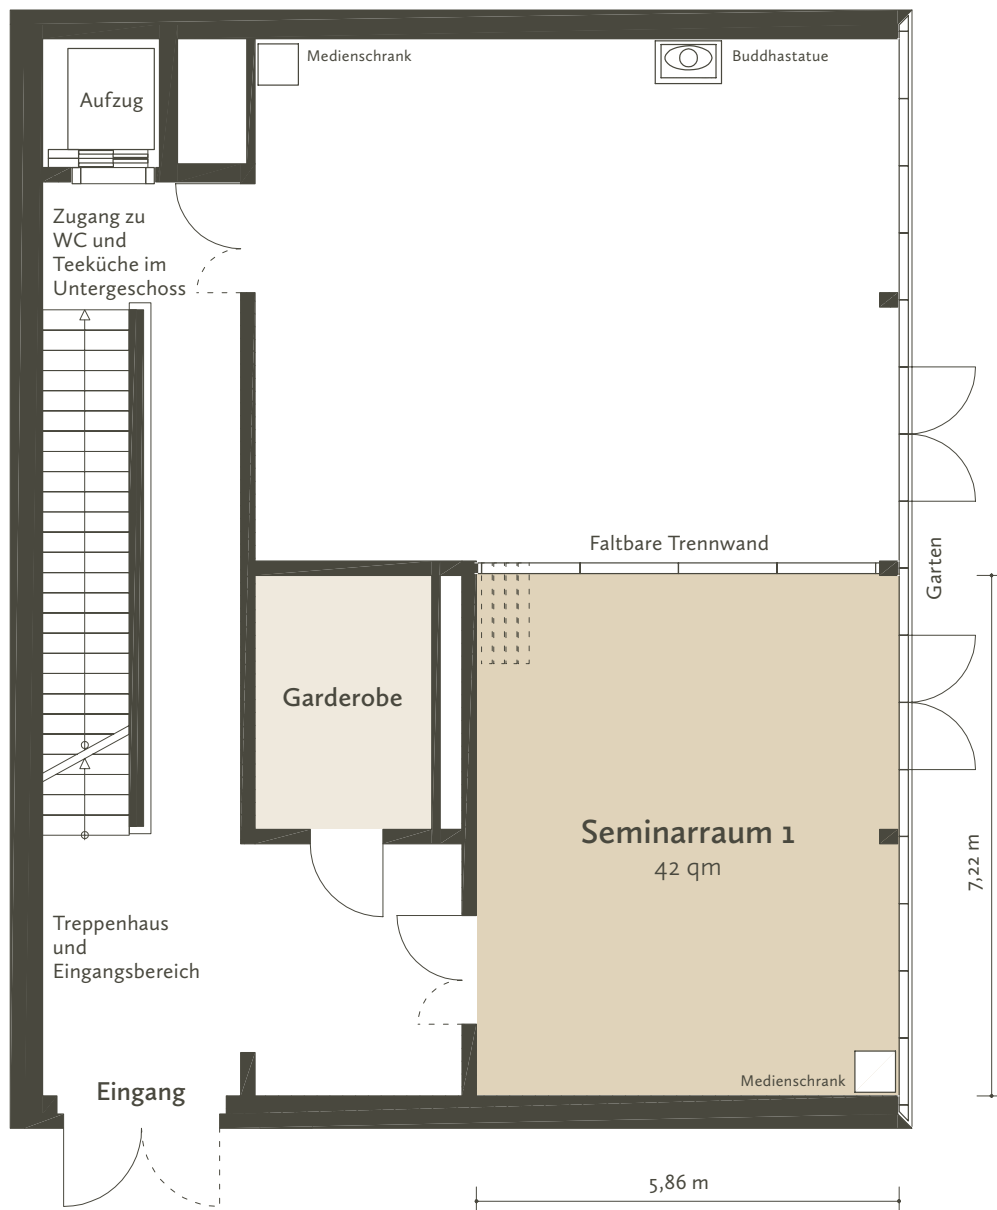 Medienschrank
Buddhastatue
Aufzug
Zugang zu
WC und
Teeküche im
Untergeschoss
Faltbare Trennwand
Garten
Garderobe
Seminarraum 1
42 qm
7,22 m
Treppenhaus
und
Eingangsbereich
Medienschrank
Eingang
5,86 m